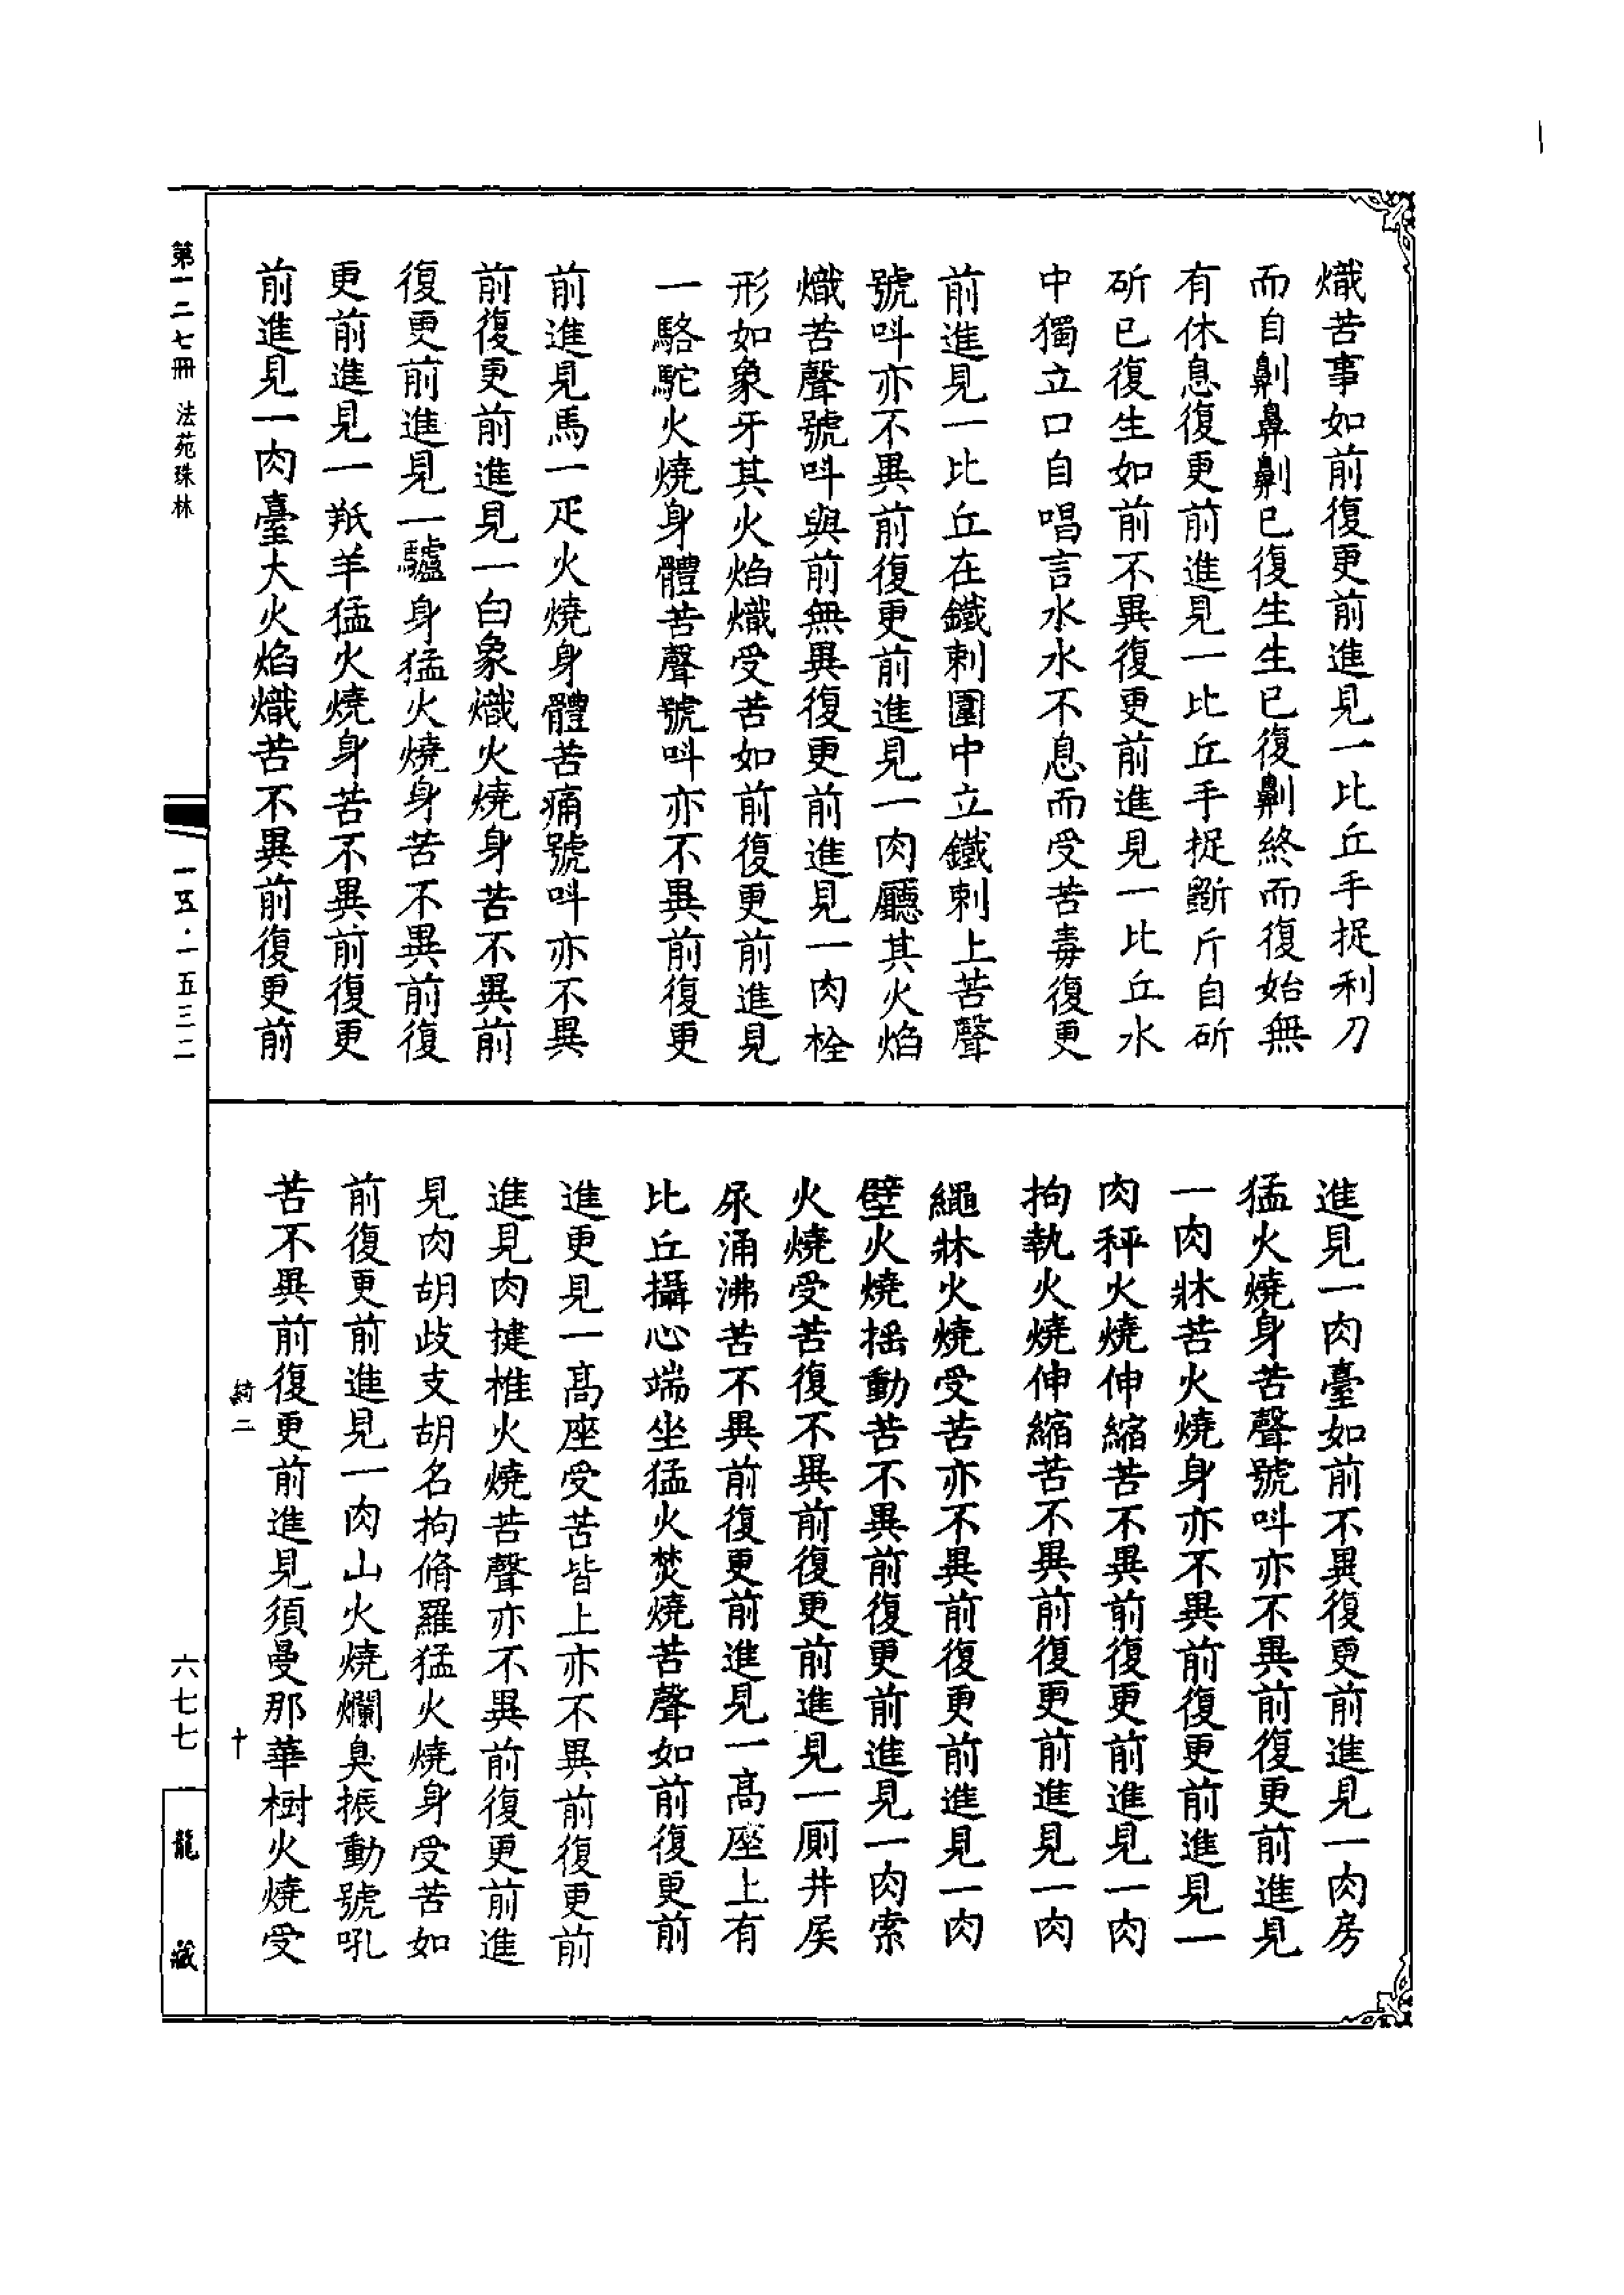 熾苦事如前復更前進見一比丘手捉利刀
而自劓鼻劓已復生生已復劓終而復始無
有休息復更前進見一比丘手捉斵斤自斫
斫已復生如前不異復更前進見一比丘水
中獨立口自唱言水水不息而受苦毒復更
前進見一比丘在鐵刺園中立鐵刺上苦聲
號呌亦不異前復更前進見一肉廳其火焰
熾苦聲號呌與前無異復更前進見一肉栓
形如象牙其火焰熾受苦如前復更前進見
一駱駝火燒身體苦聲號呌亦不異前復更
前進見馬一疋火燒身體苦痛號呌亦不異
前復更前進見一白象熾火燒身苦不異前
復更前進見一驢身猛火燒身苦不異前復
更前進見一羝羊猛火燒身苦不異前復更
前進見一肉臺大火焰熾苦不異前復更前
進見一肉臺如前不異復更前進見一肉房
猛火燒身苦聲號呌亦不異前復更前進見
一肉牀苦火燒身亦不異前復更前進見一
肉秤火燒伸縮苦不異前復更前進見一肉
拘執火燒伸縮苦不異前復更前進見一肉
繩牀火燒受苦亦不異前復更前進見一肉
壁火燒搖動苦不異前復更前進見一肉索
火燒受苦復不異前復更前進見一厠井屎
尿涌沸苦不異前復更前進見一高座上有
比丘攝心端坐猛火焚燒苦聲如前復更前
進更見一高座受苦皆上亦不異前復更前
進見肉揵椎火燒苦聲亦不異前復更前進
見肉胡歧支胡名拘脩羅猛火燒身受苦如
前復更前進見一肉山火燒爛臭振動號吼
苦不異前復更前進見須曼那華樹火燒受
綺二 十
第一二七冊 法苑珠林 一五·一五三二 六七七 龍藏